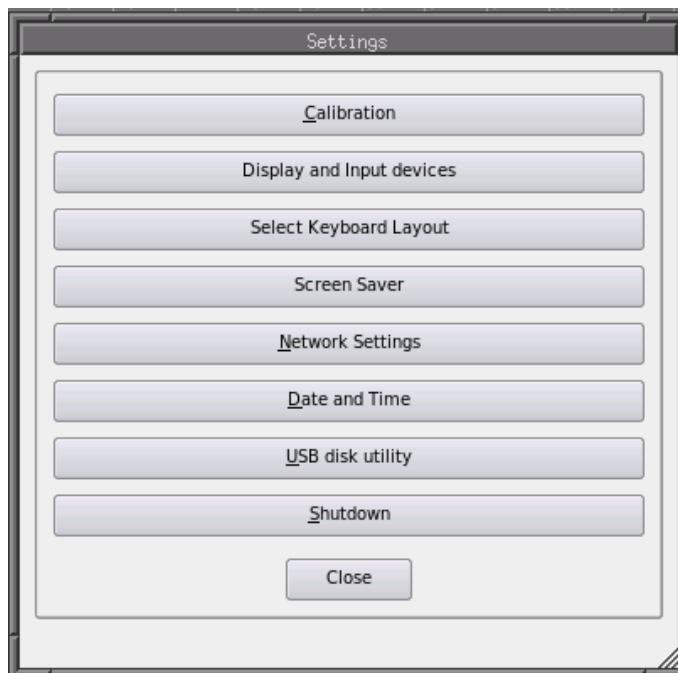 Settings
Calibration
Display and Input devices
Select Keyboard Layout
Screen Saver
Network Settings
Date and Time
USB disk utility
Shutdown
Close